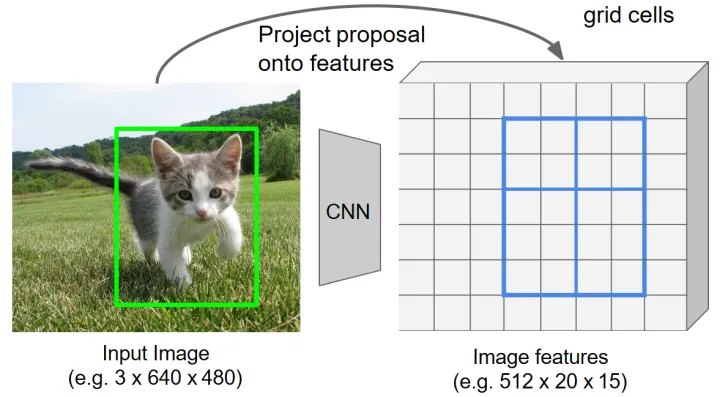 grid cells
Project proposal
onto features
CNN
Input Image
(e.g. 3 x 640 x 480)
Image features
(e.g. 512 x 20 x 15)